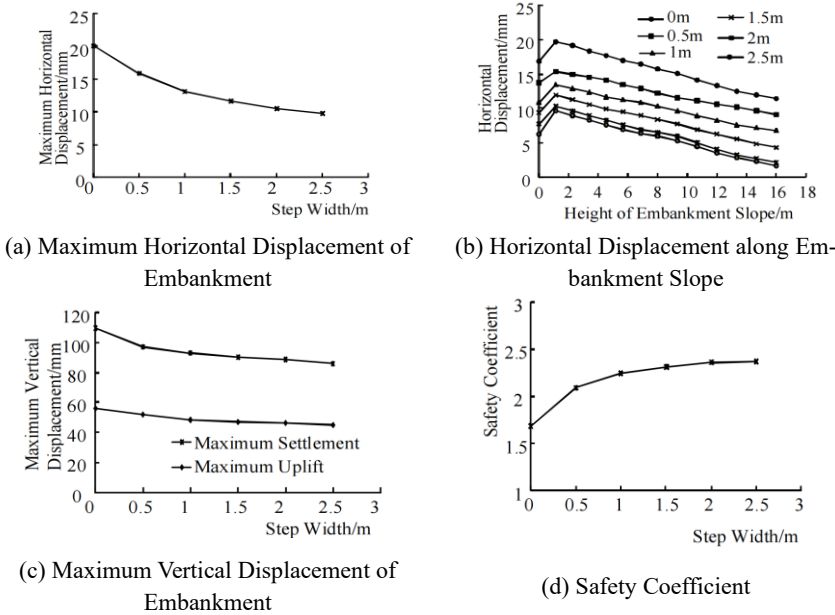 25
20
15
10
5
0
Maximum Horizontal
Displacement/mm
0 0.5 1 1.5 2 2.5 3
Step Width/m
(a) Maximum Horizontal Displacement of
Embankment
25
20
15
10
5
0
Horizontal
Displacement/mm
0m 1.5m
0.5m 2m
1m 2.5m
0 2 4 6 8 10 12 14 16 18
Height of Embankment Slope/m
(b) Horizontal Displacement along Em-
bankment Slope
120
100
80
60
40
20
0
Maximum Vertical
Displacement/mm
Maximum Settlement
Maximum Uplift
0 0.5 1 1.5 2 2.5 3
Step Width/m
(c) Maximum Vertical Displacement of
Embankment
3
2.5
2
1.5
1
Safety Coefficient
0 0.5 1 1.5 2 2.5 3
Step Width/m
(d) Safety Coefficient